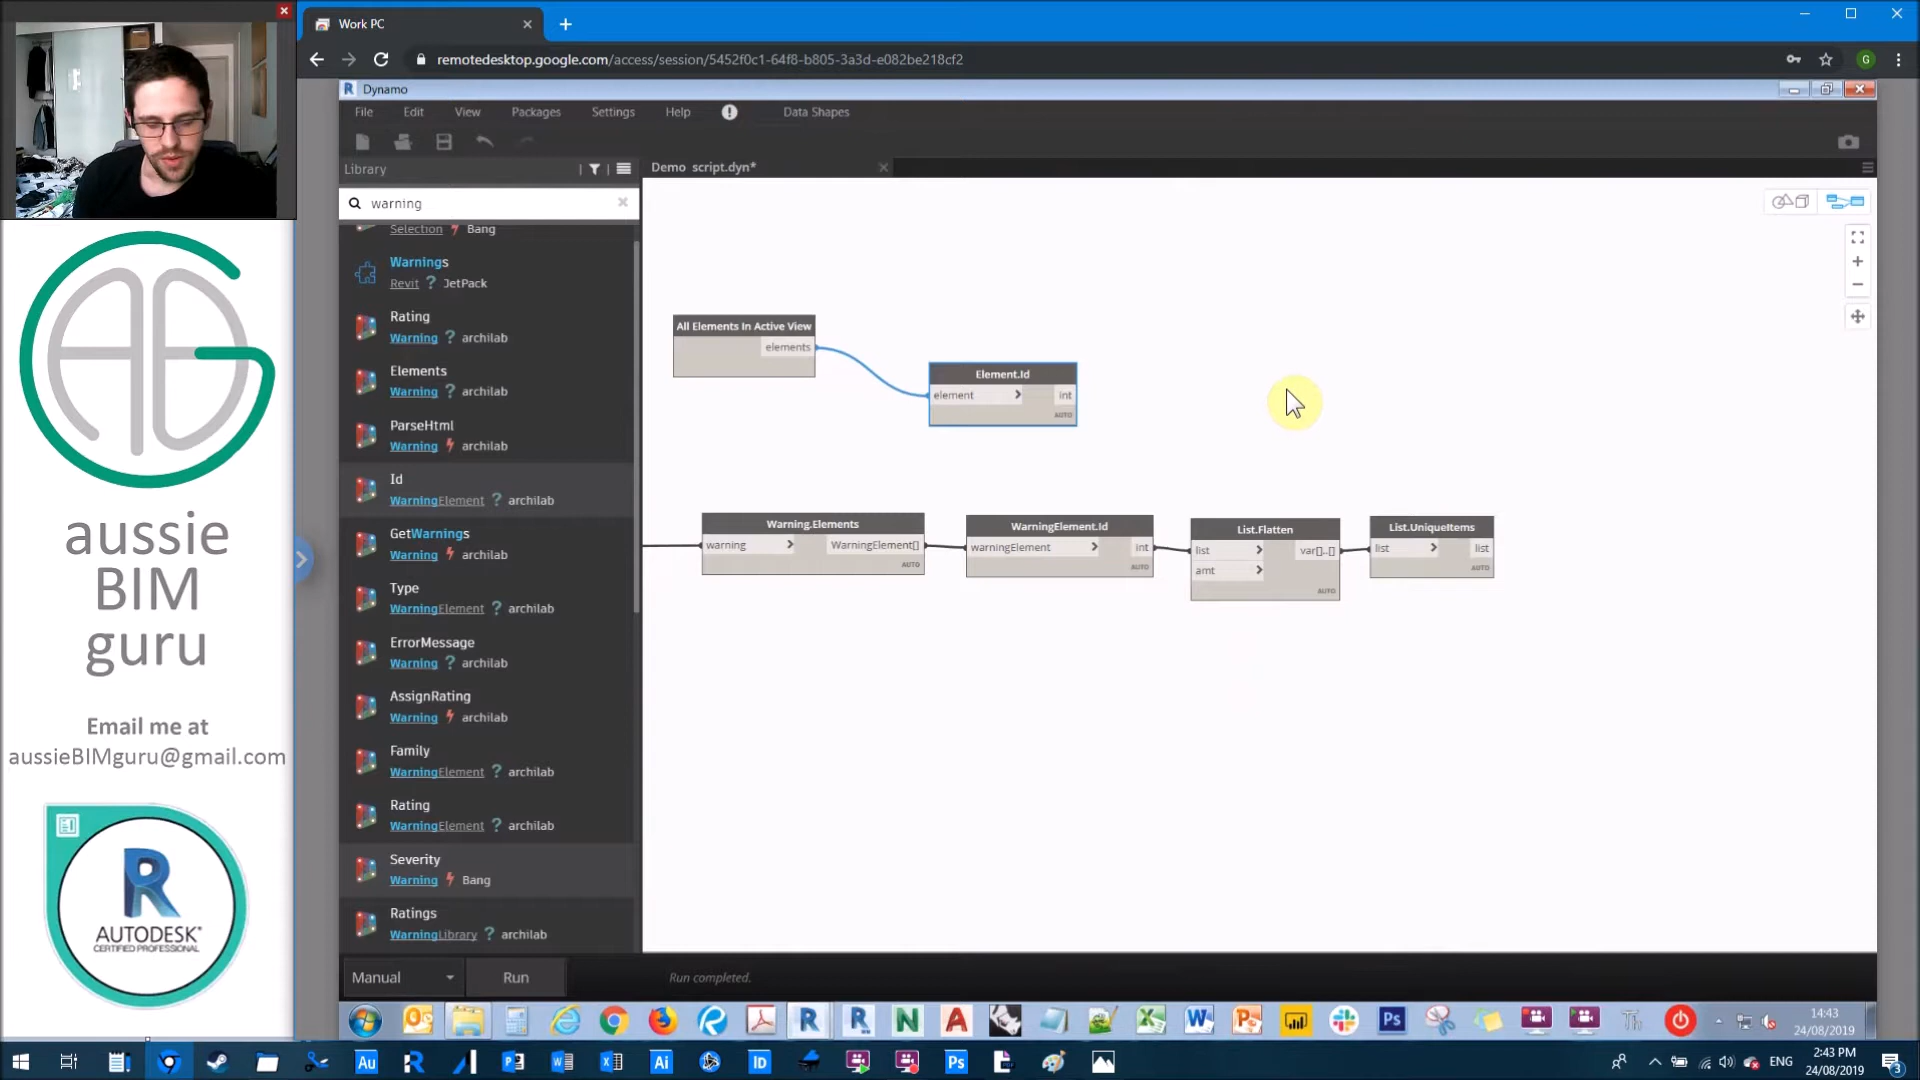 Work PC
remotedesktop.google.com/access/session/5452f0c1-64f8-b805-3a3d-e082be218cf2
G
R Dynamo
File Edit View Packages Settings Help Data Shapes
Library
Demo script.dyn*
warning
Selection Bang
Warnings
Revit ? JetPack
Rating
Warning ? archilab
Elements
Warning ? archilab
ParseHtml
Warning archilab
Id
WarningElement ? archilab
GetWarnings
Warning archilab
Type
WarningElement ? archilab
ErrorMessage
Warning ? archilab
AssignRating
Warning archilab
Family
WarningElement ? archilab
Rating
WarningElement ? archilab
Severity
Warning Bang
Ratings
WarningLibrary ? archilab
All Elements In Active View
elements
Element.Id
element > int
AUTO
Warning.Elements
warning > WarningElement[]
AUTO
WarningElement.Id
warningElement > int
AUTO
List.Flatten
list > var[]..[]
amt >
AUTO
List.UniqueItems
list > list
AUTO
Manual
Run
Run completed.
aussie
BIM
guru
Email me at
aussieBIMguru@gmail.com
R
AUTODESK®
CERTIFIED PROFESSIONAL
14:43
24/08/2019
ENG
2:43 PM
24/08/2019
3